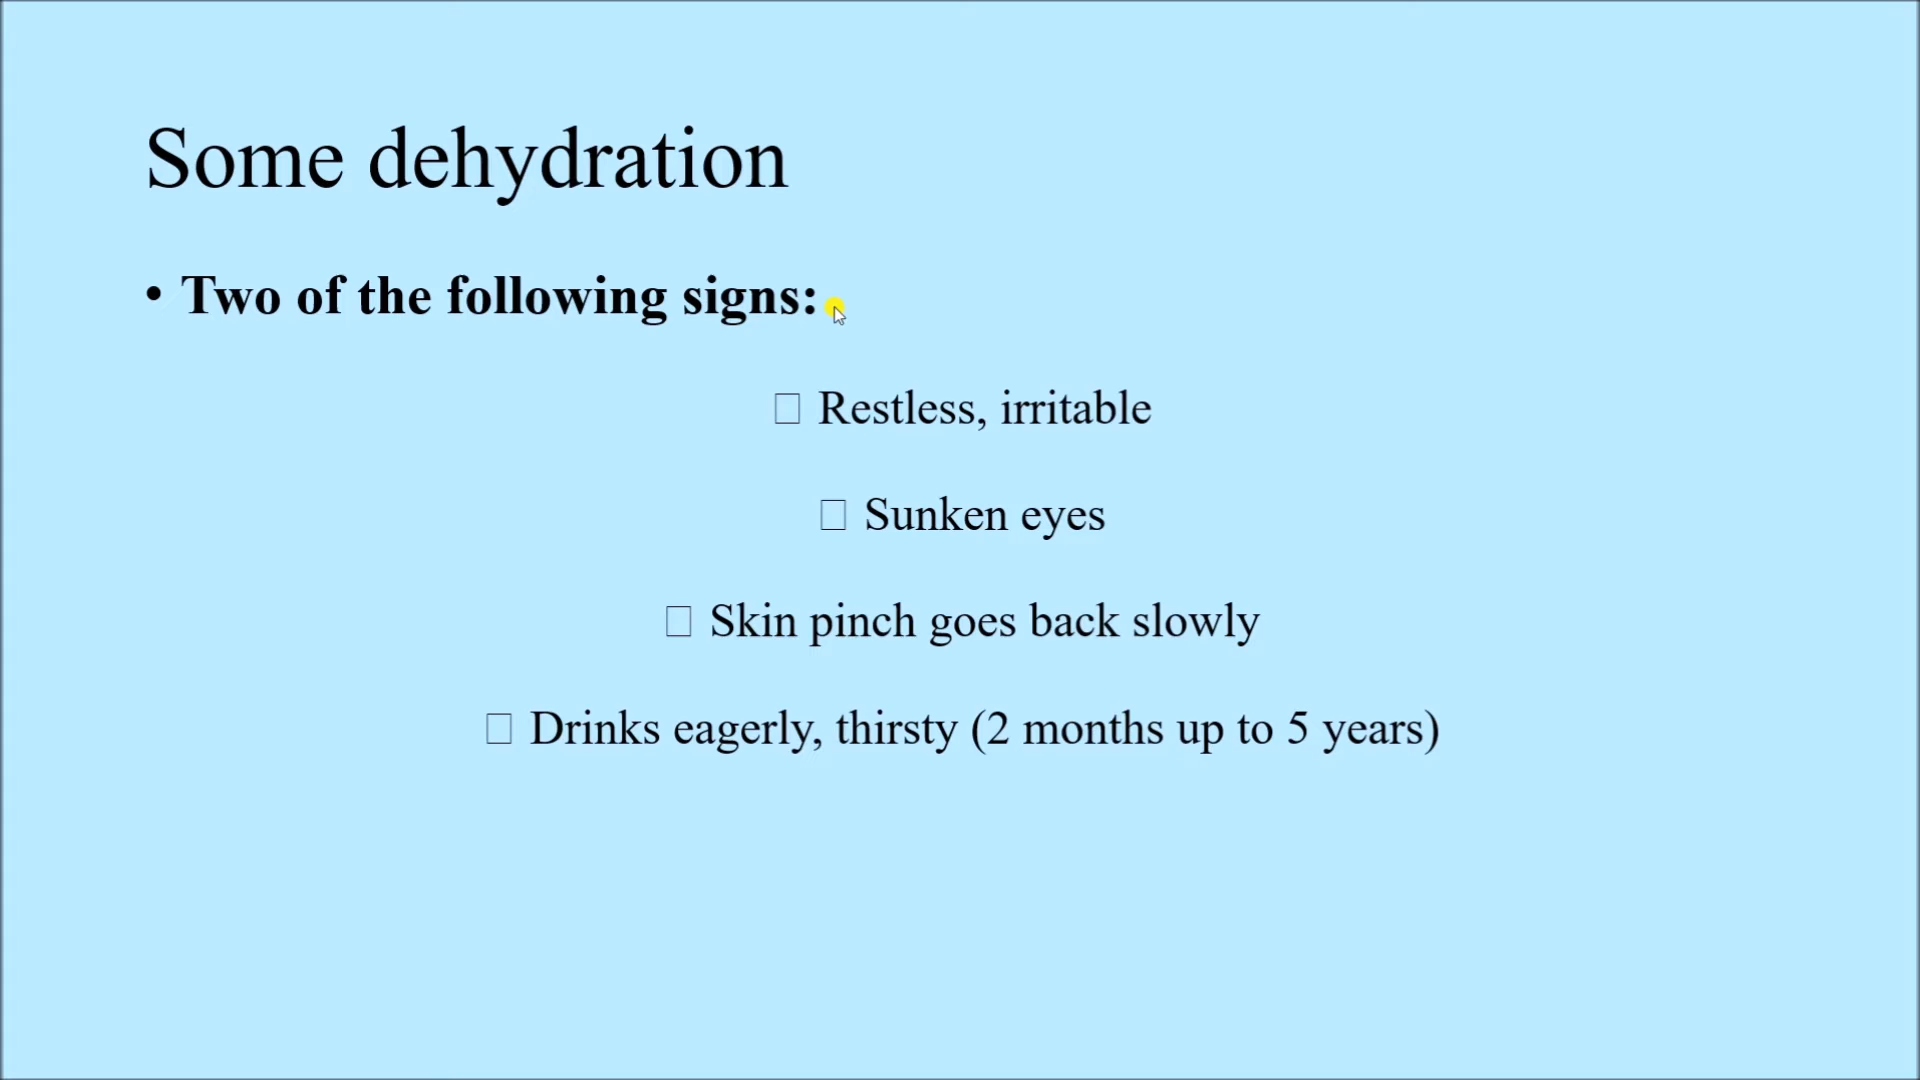 Some dehydration
• Two of the following signs:
□ Restless, irritable
□ Sunken eyes
□ Skin pinch goes back slowly
□ Drinks eagerly, thirsty (2 months up to 5 years)